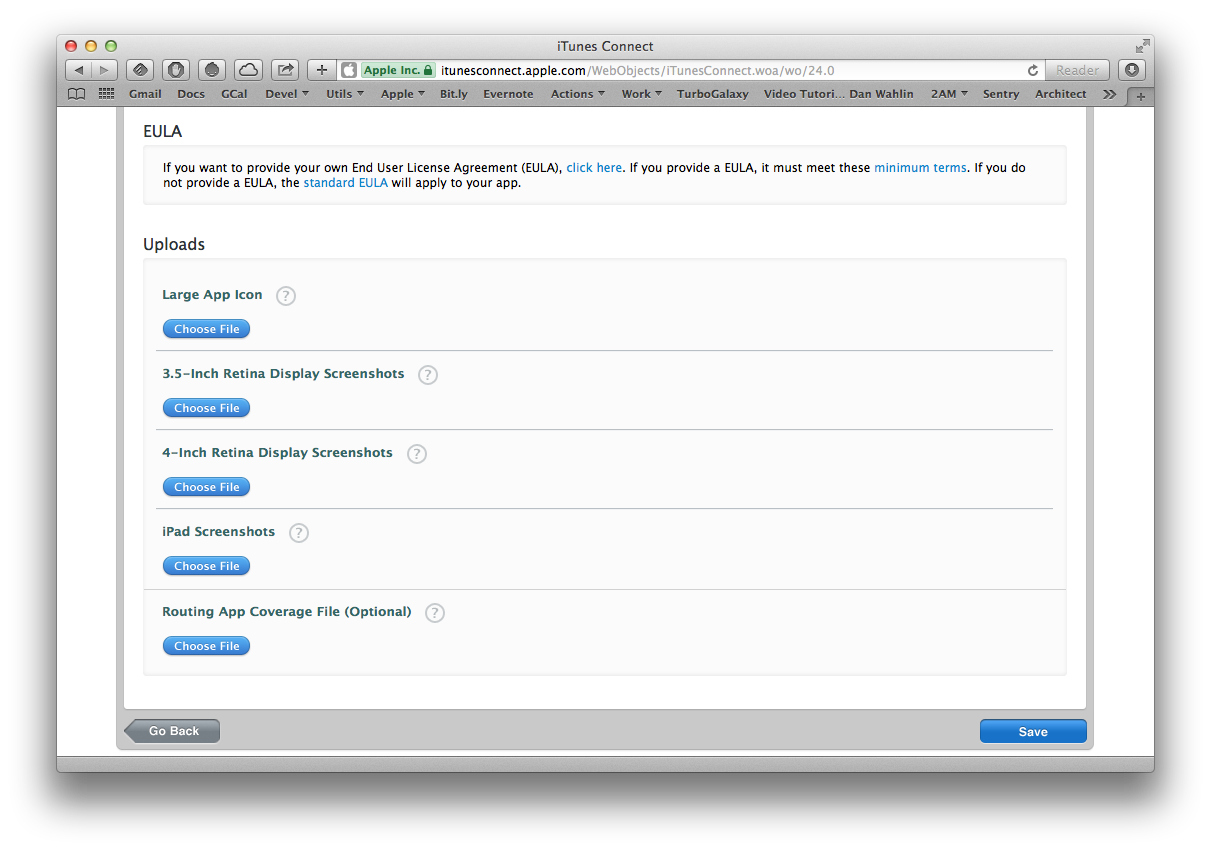 iTunes Connect
Apple Inc. itunesconnect.apple.com/WebObjects/iTunesConnect.woa/wo/24.0 Reader
Gmail Docs GCal Devel Utils Apple Bit.ly Evernote Actions Work TurboGalaxy Video Tutori... Dan Wahlin 2AM Sentry Architect
EULA
If you want to provide your own End User License Agreement (EULA), click here. If you provide a EULA, it must meet these minimum terms. If you do
not provide a EULA, the standard EULA will apply to your app.
Uploads
Large App Icon ?
Choose File
3.5-Inch Retina Display Screenshots ?
Choose File
4-Inch Retina Display Screenshots ?
Choose File
iPad Screenshots ?
Choose File
Routing App Coverage File (Optional) ?
Choose File
Go Back Save